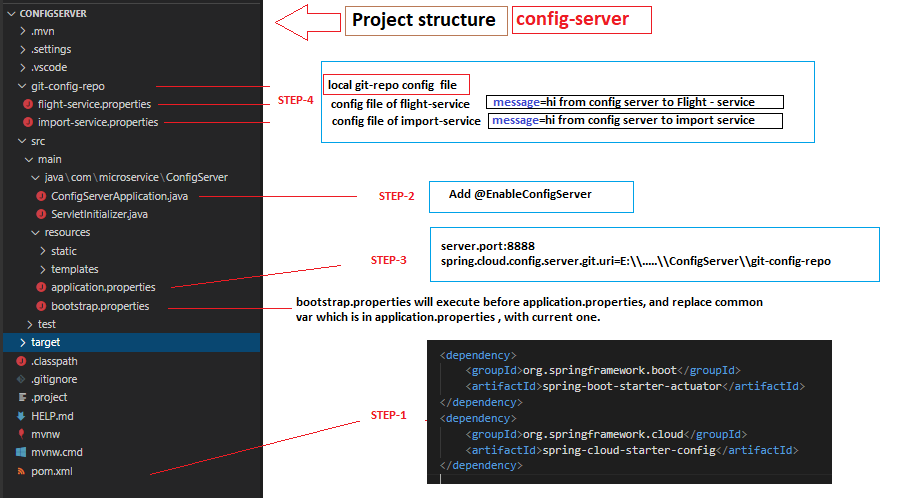 CONFIGSERVER
.mvn
.settings
.vscode
git-config-repo
flight-service.properties
import-service.properties
src
main
java\com\microservice\ConfigServer
ConfigServerApplication.java
ServletInitializer.java
resources
static
templates
application.properties
bootstrap.properties
test
target
.classpath
.gitignore
.project
HELP.md
mvnw
mvnw.cmd
pom.xml
Project structure config-server
STEP-4
local git-repo config file
config file of flight-service message=hi from config server to Flight - service
config file of import-service message=hi from config server to import service
STEP-2
Add @EnableConfigServer
STEP-3
server.port:8888
spring.cloud.config.server.git.uri=E:\\.....\\ConfigServer\\git-config-repo
bootstrap.properties will execute before application.properties, and replace common
var which is in application.properties , with current one.
STEP-1
<dependency>
<groupId>org.springframework.boot</groupId>
<artifactId>spring-boot-starter-actuator</artifactId>
</dependency>
<dependency>
<groupId>org.springframework.cloud</groupId>
<artifactId>spring-cloud-starter-config</artifactId>
</dependency>